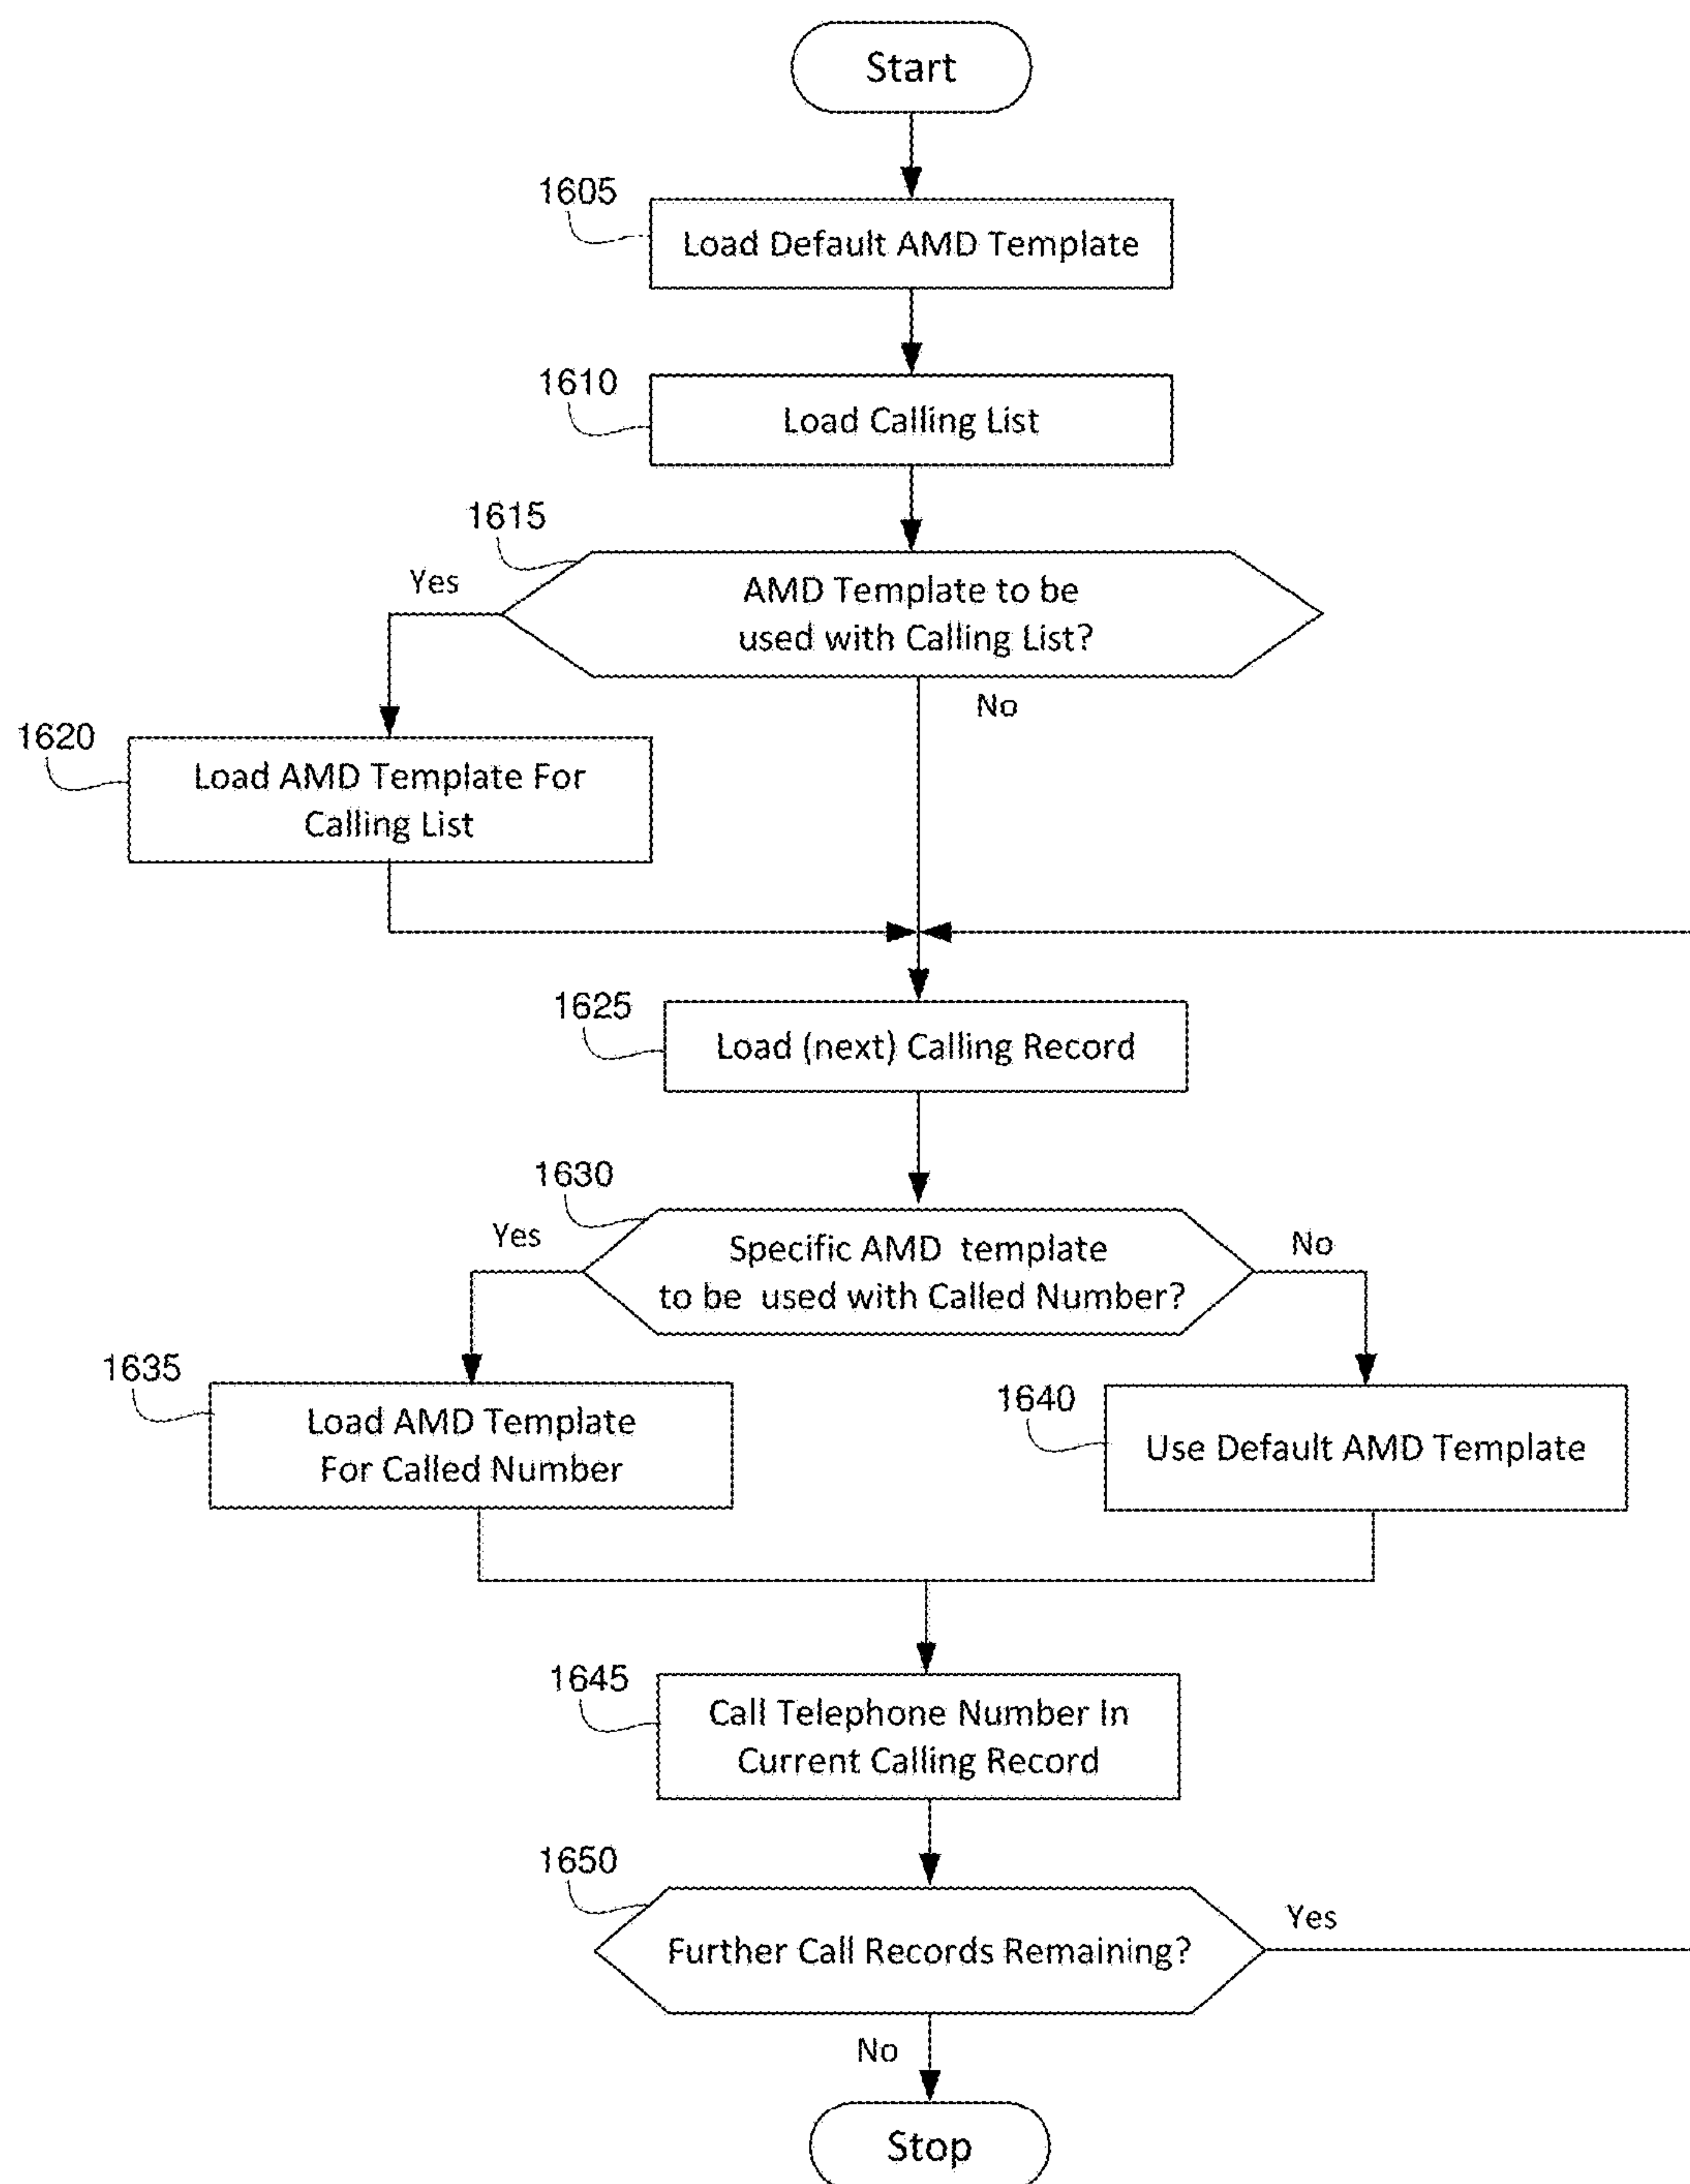 Start
1605
Load Default AMD Template
1610
Load Calling List
1615
Yes
AMD Template to be
used with Calling List?
No
1620
Load AMD Template For
Calling List
1625
Load (next) Calling Record
1630
Yes
Specific AMD template
to be used with Called Number?
No
1635
Load AMD Template
For Called Number
1640
Use Default AMD Template
1645
Call Telephone Number In
Current Calling Record
1650
Further Call Records Remaining?
Yes
No
Stop